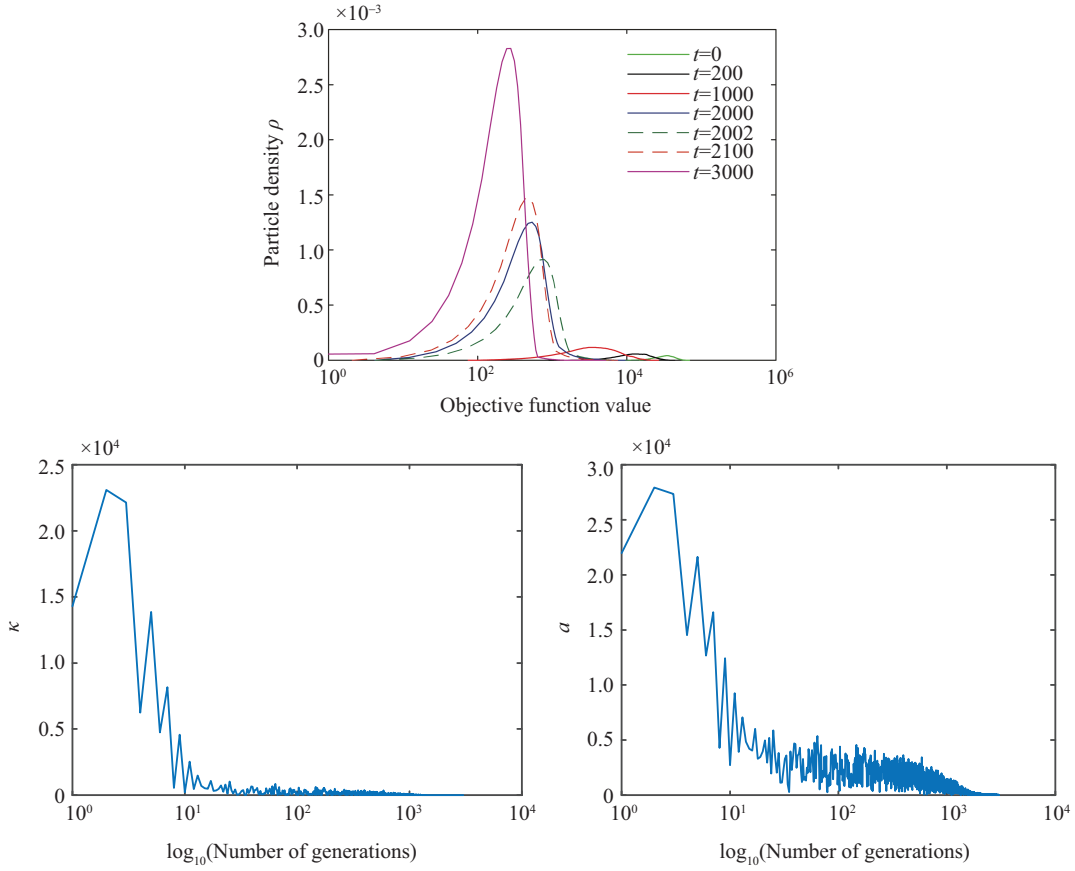 ×10⁻³
3.0
2.5
2.0
1.5
1.0
0.5
0
Particle density ρ
t=0
t=200
t=1000
t=2000
t=2002
t=2100
t=3000
10⁰ 10² 10⁴ 10⁶
Objective function value
×10⁴
2.5
2.0
1.5
1.0
0.5
0
κ
10⁰ 10¹ 10² 10³ 10⁴
log₁₀(Number of generations)
×10⁴
3.0
2.5
2.0
1.5
1.0
0.5
0
a
10⁰ 10¹ 10² 10³ 10⁴
log₁₀(Number of generations)